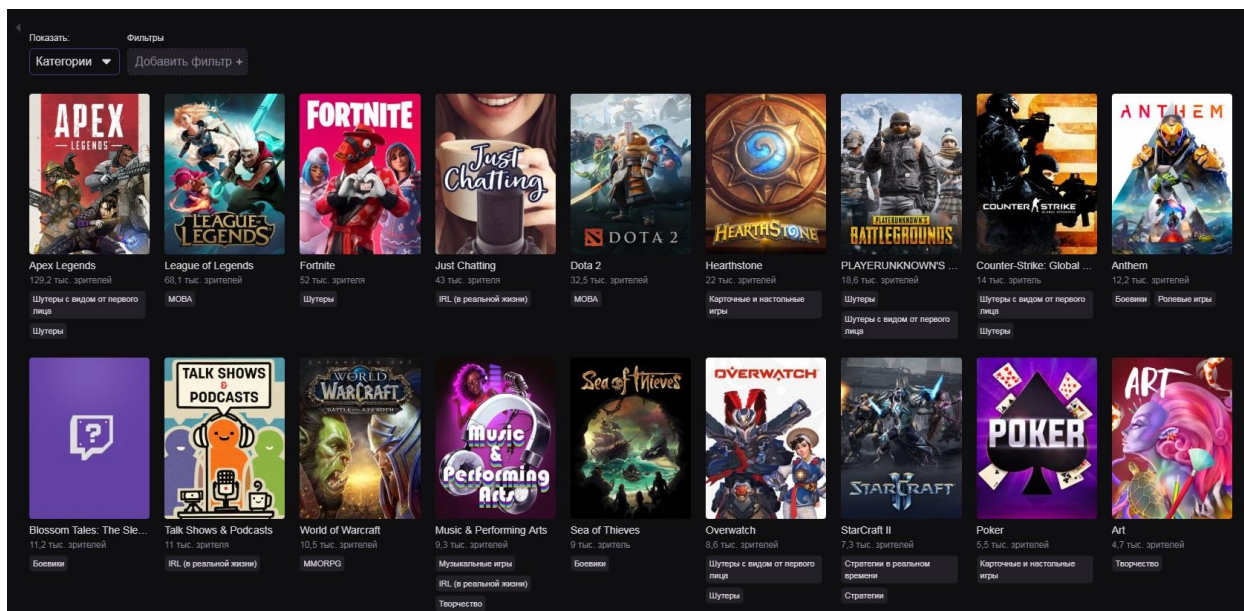 Показать: Фильтры
Категории Добавить фильтр +
APEX
LEGENDS
LEAGUE OF
LEGENDS
FORTNITE
Just
Chatting
DOTA 2
HEARTHSTONE
PLAYERUNKNOWN'S
BATTLEGROUNDS
COUNTER STRIKE
GLOBAL OFFENSIVE
ANTHEM
Apex Legends
129,2 тыс. зрителей
Шутеры с видом от первого
лица
Шутеры
League of Legends
68,1 тыс. зрителей
MOBA
Fortnite
52 тыс. зрителя
Шутеры
Just Chatting
43 тыс. зрителя
IRL (в реальной жизни)
Dota 2
32,5 тыс. зрителей
MOBA
Hearthstone
22 тыс. зрителей
Карточные и настольные
игры
PLAYERUNKNOWN'S ...
18,6 тыс. зрителей
Шутеры
Шутеры с видом от первого
лица
Counter-Strike: Global ...
14 тыс. зритель
Шутеры с видом от первого
лица
Шутеры
Anthem
12,2 тыс. зрителей
Боевики Ролевые игры
?
TALK SHOWS
&
PODCASTS
WORLD
WARCRAFT
BATTLE FOR AZEROTH
Music
&
Performing
Arts
Sea of Thieves
OVERWATCH
STARCRAFT
II
POKER
ART
Blossom Tales: The Sle...
11,2 тыс. зрителей
Боевики
Talk Shows & Podcasts
11 тыс. зрителя
IRL (в реальной жизни)
World of Warcraft
10,5 тыс. зрителей
MMORPG
Music & Performing Arts
9,3 тыс. зрителей
Музыкальные игры
IRL (в реальной жизни)
Творчество
Sea of Thieves
9 тыс. зритель
Боевики
Overwatch
8,6 тыс. зрителей
Шутеры с видом от первого
лица
Шутеры
StarCraft II
7,3 тыс. зрителей
Стратегии в реальном
времени
Стратегии
Poker
5,5 тыс. зрителей
Карточные и настольные
игры
Art
4,7 тыс. зрителей
Творчество